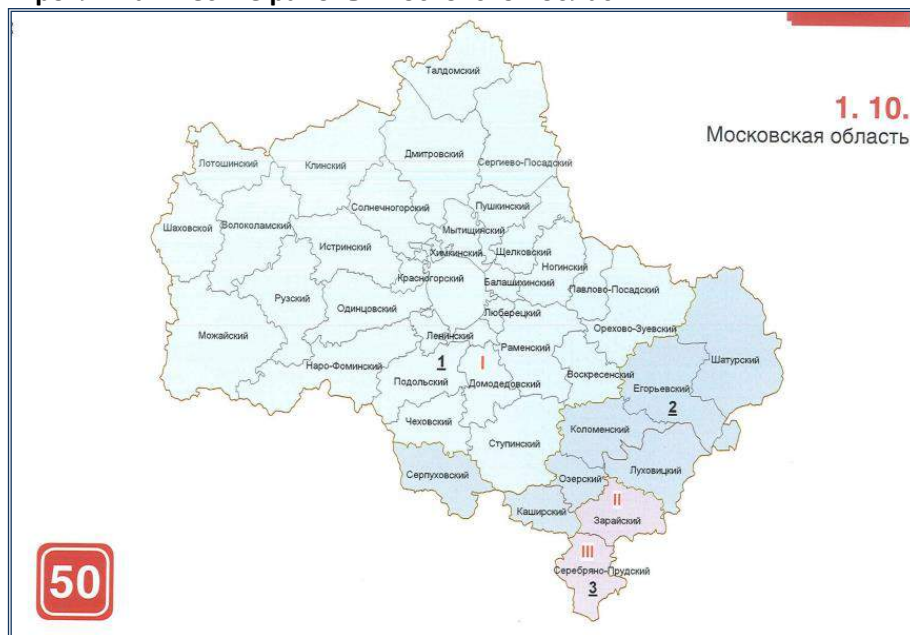 1. 10.
Московская область
Талдомский
Дмитровский
Сергиево-Посадский
Лотошинский
Клинский
Солнечногорский
Пушкинский
Шаховской
Волоколамский
Мытищинский
Истринский
Химкинский
Щелковский
Ногинский
Красногорский
Балашихинский
Павлово-Посадский
Рузский
Одинцовский
Люберецкий
Можайский
Ленинский
Орехово-Зуевский
Раменский
Шатурский
1
I
Наро-Фоминский
Воскресенский
Подольский
Домодедовский
Егорьевский
2
Чеховский
Коломенский
Ступинский
Серпуховский
Озерский
Луховицкий
II
Каширский
Зарайский
III
Серебряно-Прудский
3
50